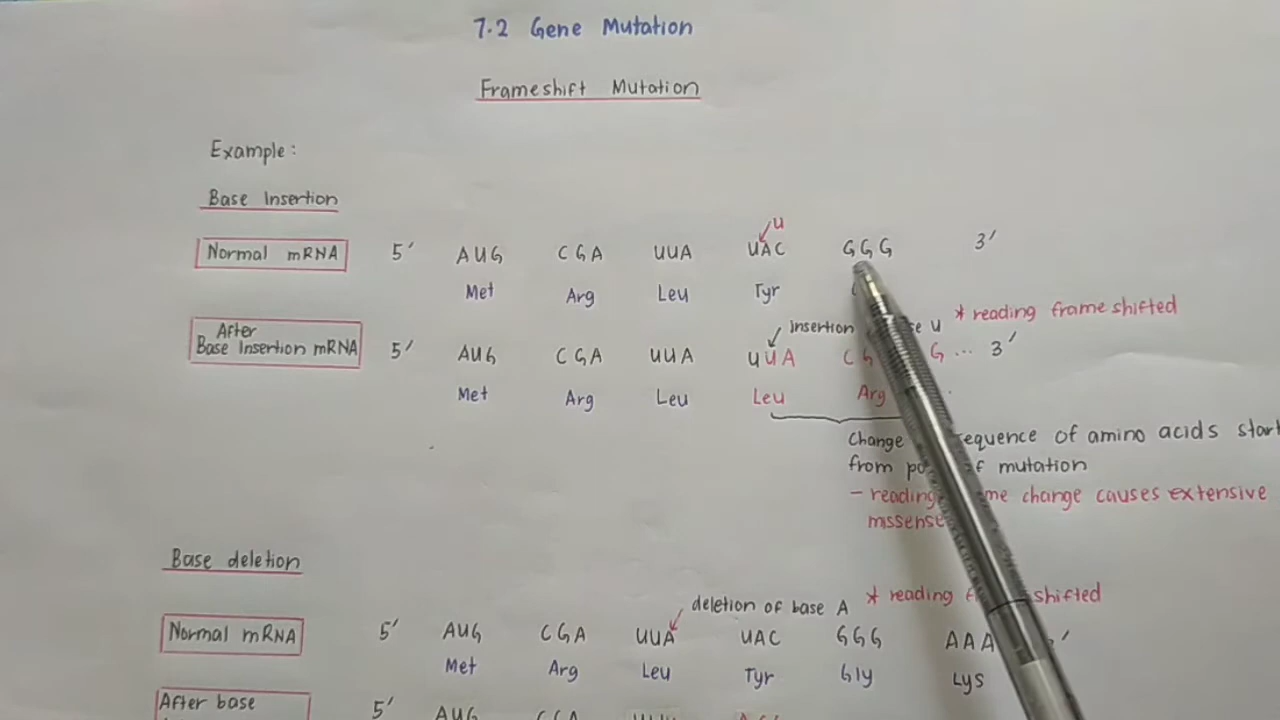 7.2 Gene Mutation
Frameshift Mutation
Example:
Base Insertion
U
Normal mRNA 5' AUG CGA UUA UAC GGG 3'
Met Arg Leu Tyr
* reading frame shifted
insertion U
After
Base Insertion mRNA 5' AUG CGA UUA UUA C G ... 3'
Met Arg Leu Leu Arg
Change of amino acids start
from of mutation
- reading change causes extensive
missense
Base deletion
deletion of base A * reading shifted
Normal mRNA 5' AUG CGA UUA UAC GGG AAA
Met Arg Leu Tyr Gly Lys
After base 5' AUG